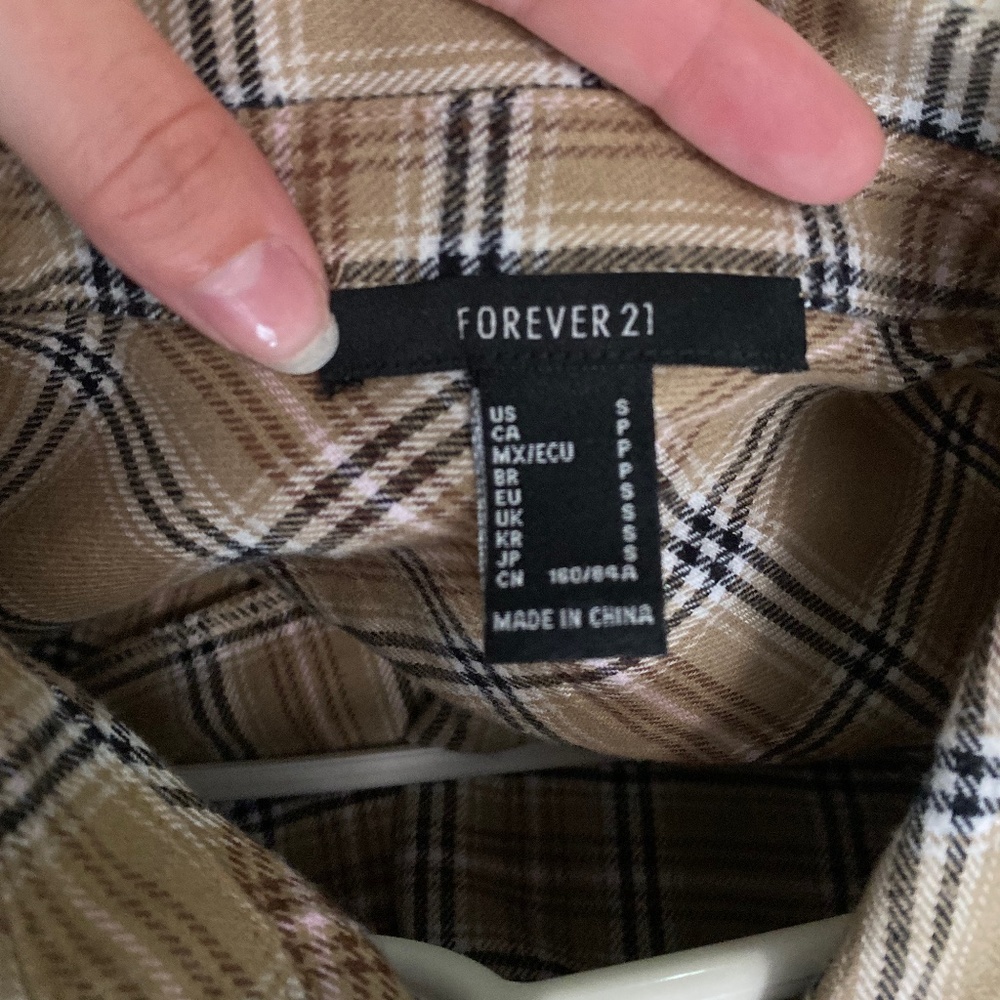 FOREVER 21
US S
CA P
MX/ECU P
BR P
EU S
UK S
KR S
JP S
CN 160/84A
MADE IN CHINA